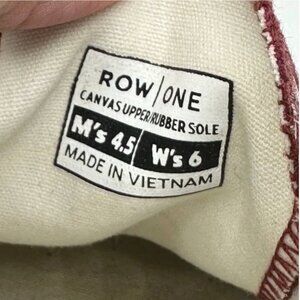 ROW/ONE
CANVAS UPPER/RUBBER SOLE
M's 4.5 W's 6
MADE IN VIETNAM